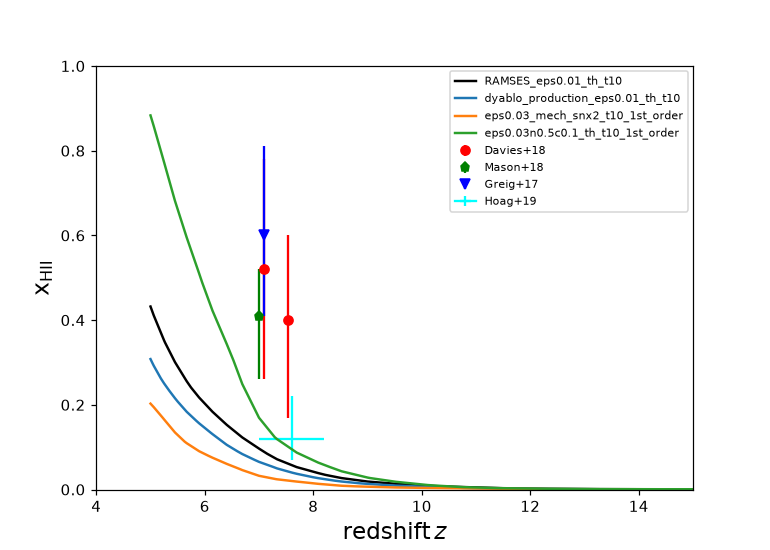 1.0
0.8
0.6
0.4
0.2
0.0
xHII
RAMSES_eps0.01_th_t10
dyablo_production_eps0.01_th_t10
eps0.03_mech_snx2_t10_1st_order
eps0.03n0.5c0.1_th_t10_1st_order
Davies+18
Mason+18
Greig+17
Hoag+19
4 6 8 10 12 14
redshift z